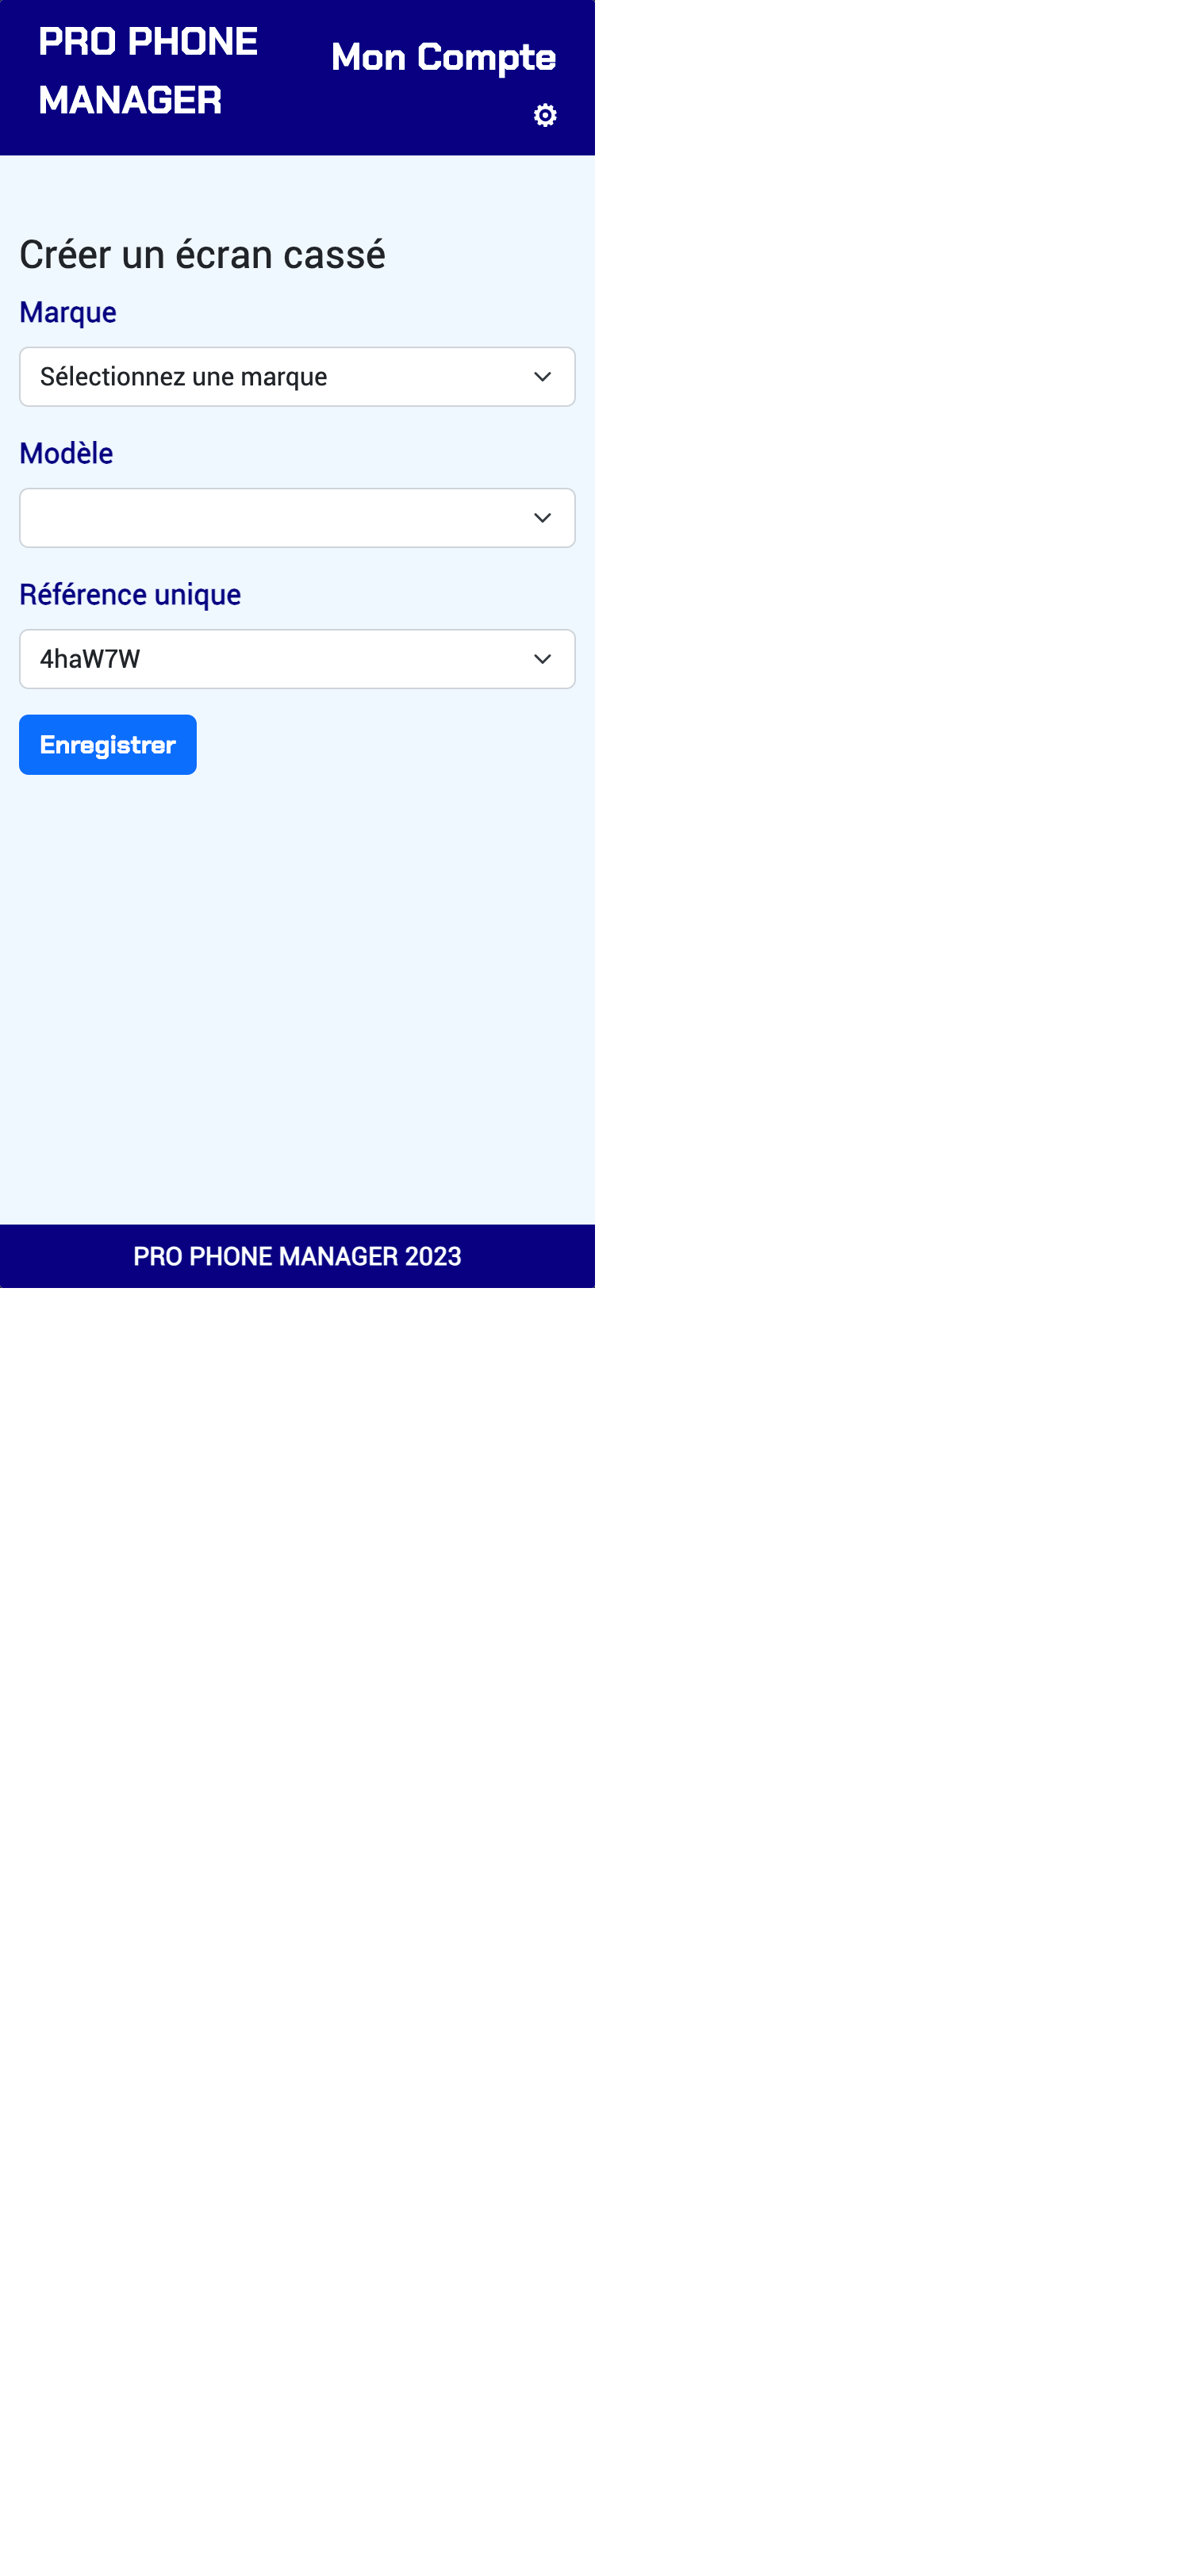 PRO PHONE
MANAGER
Mon Compte
Créer un écran cassé
Marque
Sélectionnez une marque
Modèle
Référence unique
4haW7W
Enregistrer
PRO PHONE MANAGER 2023